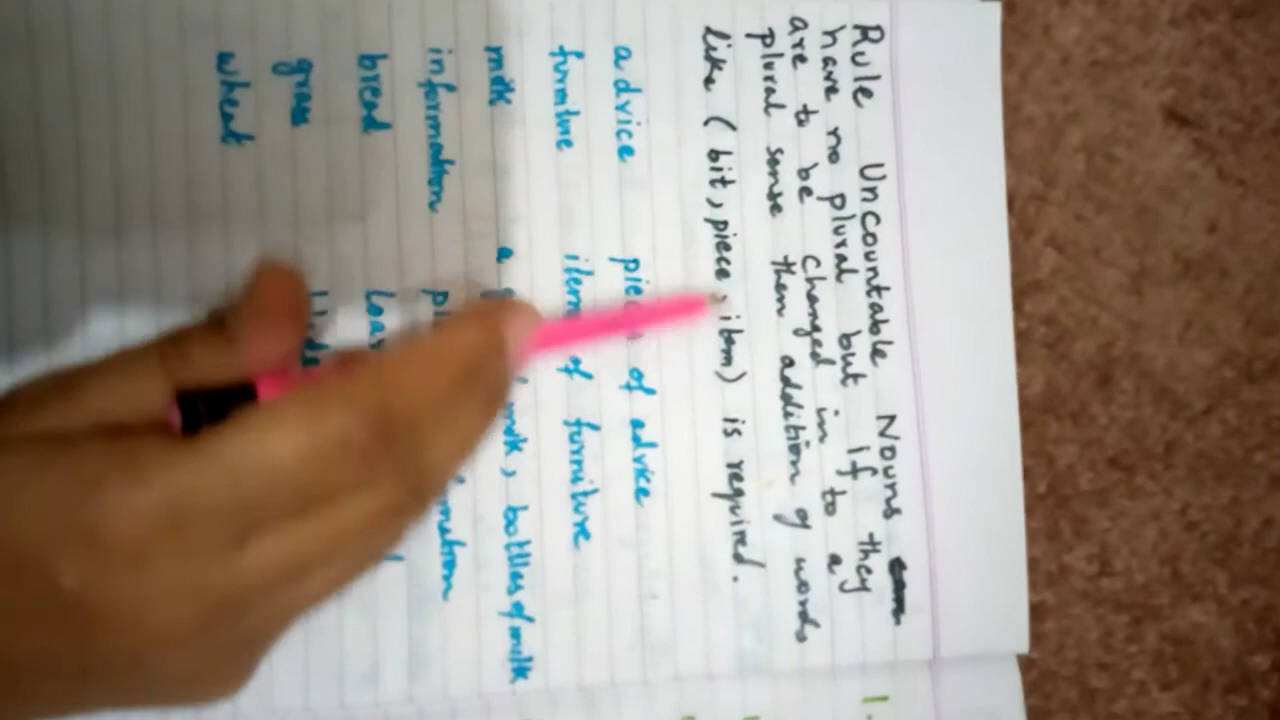 Rule Uncountable Nouns
have no plural but if they
are to be changed in to a
plural sense then addition of words
like (bit, piece, item) is required.
advice of advice
furniture item of furniture
milk a milk, bottles of milk
information
bread
grass
wheat
1.